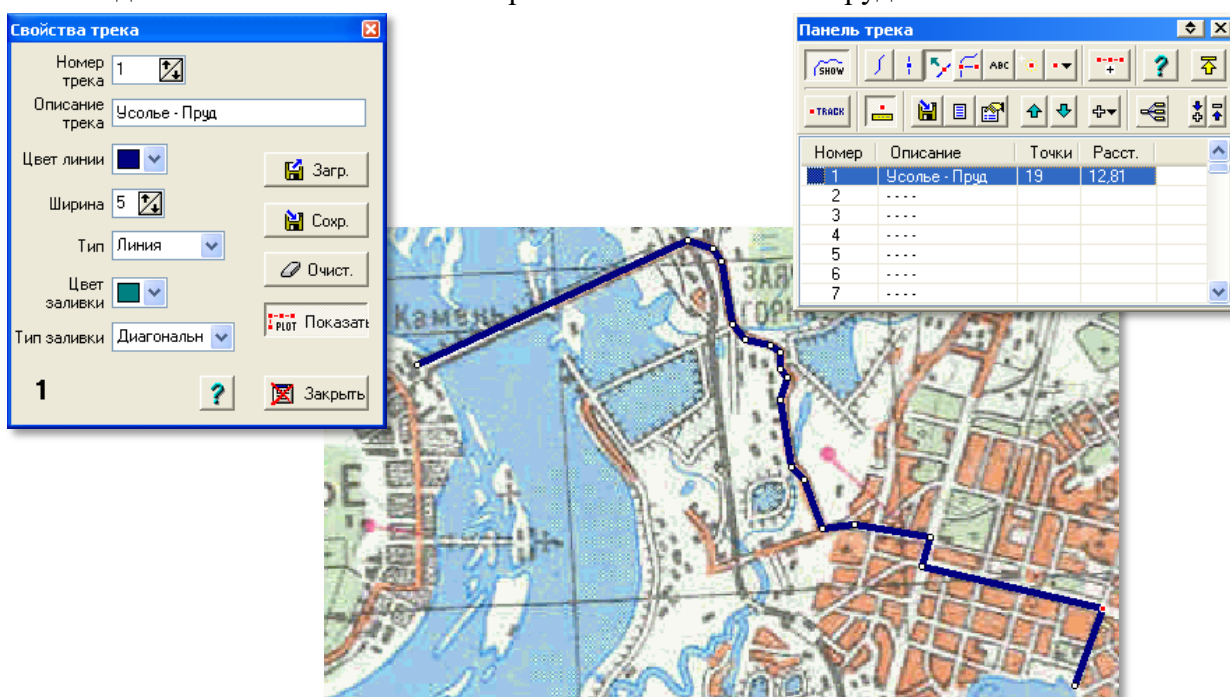 Свойства трека
Номер трека 1
Описание трека Усолье - Пруд
Цвет линии
Загр.
Ширина 5
Сохр.
Тип Линия
Очист.
Цвет заливки
PLOT Показать
Тип заливки Диагональн
1
?
Закрыть
Панель трека
SHOW
ABC
?
TRACK
Номер Описание Точки Расст.
1 Усолье - Пруд 19 12,81
2 - - - -
3 - - - -
4 - - - -
5 - - - -
6 - - - -
7 - - - -
Камень